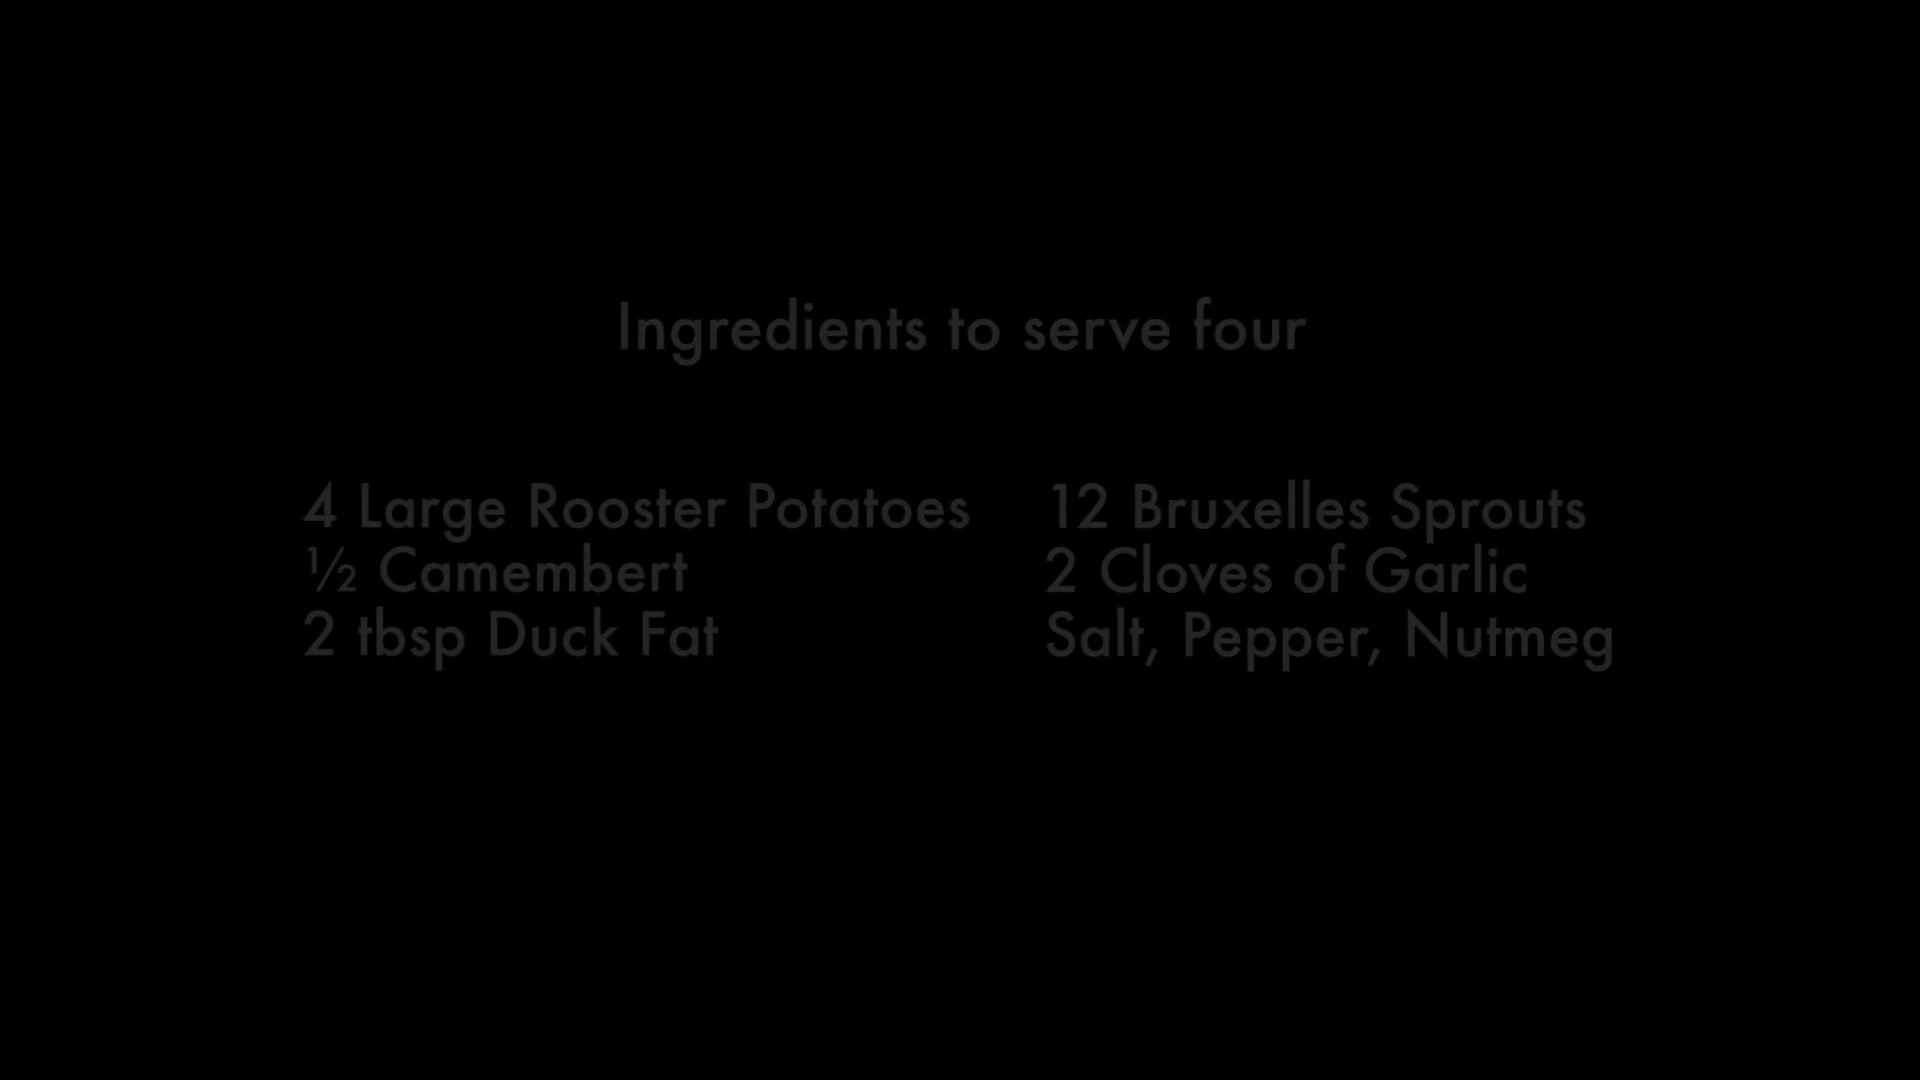 Ingredients to serve four
4 Large Rooster Potatoes
½ Camembert
2 tbsp Duck Fat
12 Bruxelles Sprouts
2 Cloves of Garlic
Salt, Pepper, Nutmeg